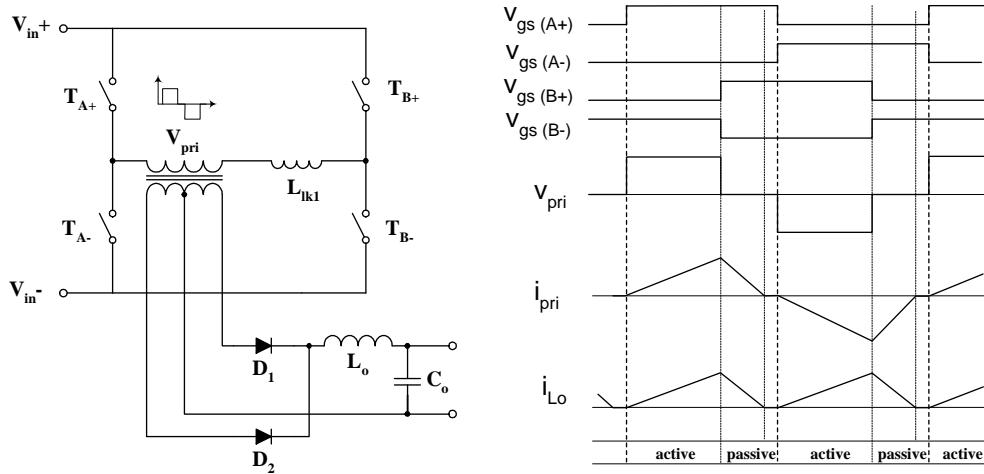 Vin+
TA+
TB+
Vpri
Llk1
TA-
TB-
Vin-
D1
Lo
Co
D2
vgs (A+)
vgs (A-)
vgs (B+)
vgs (B-)
vpri
ipri
iLo
active passive active passive active